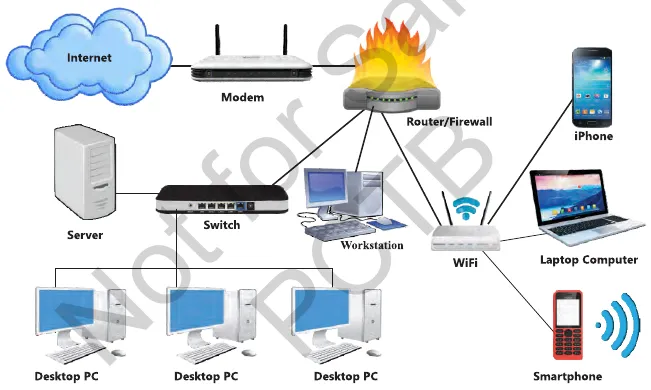 Internet
Modem
Router/Firewall
iPhone
Server
Switch
Workstation
WiFi
Laptop Computer
Desktop PC
Desktop PC
Desktop PC
Smartphone
Not for Sale
PCTB